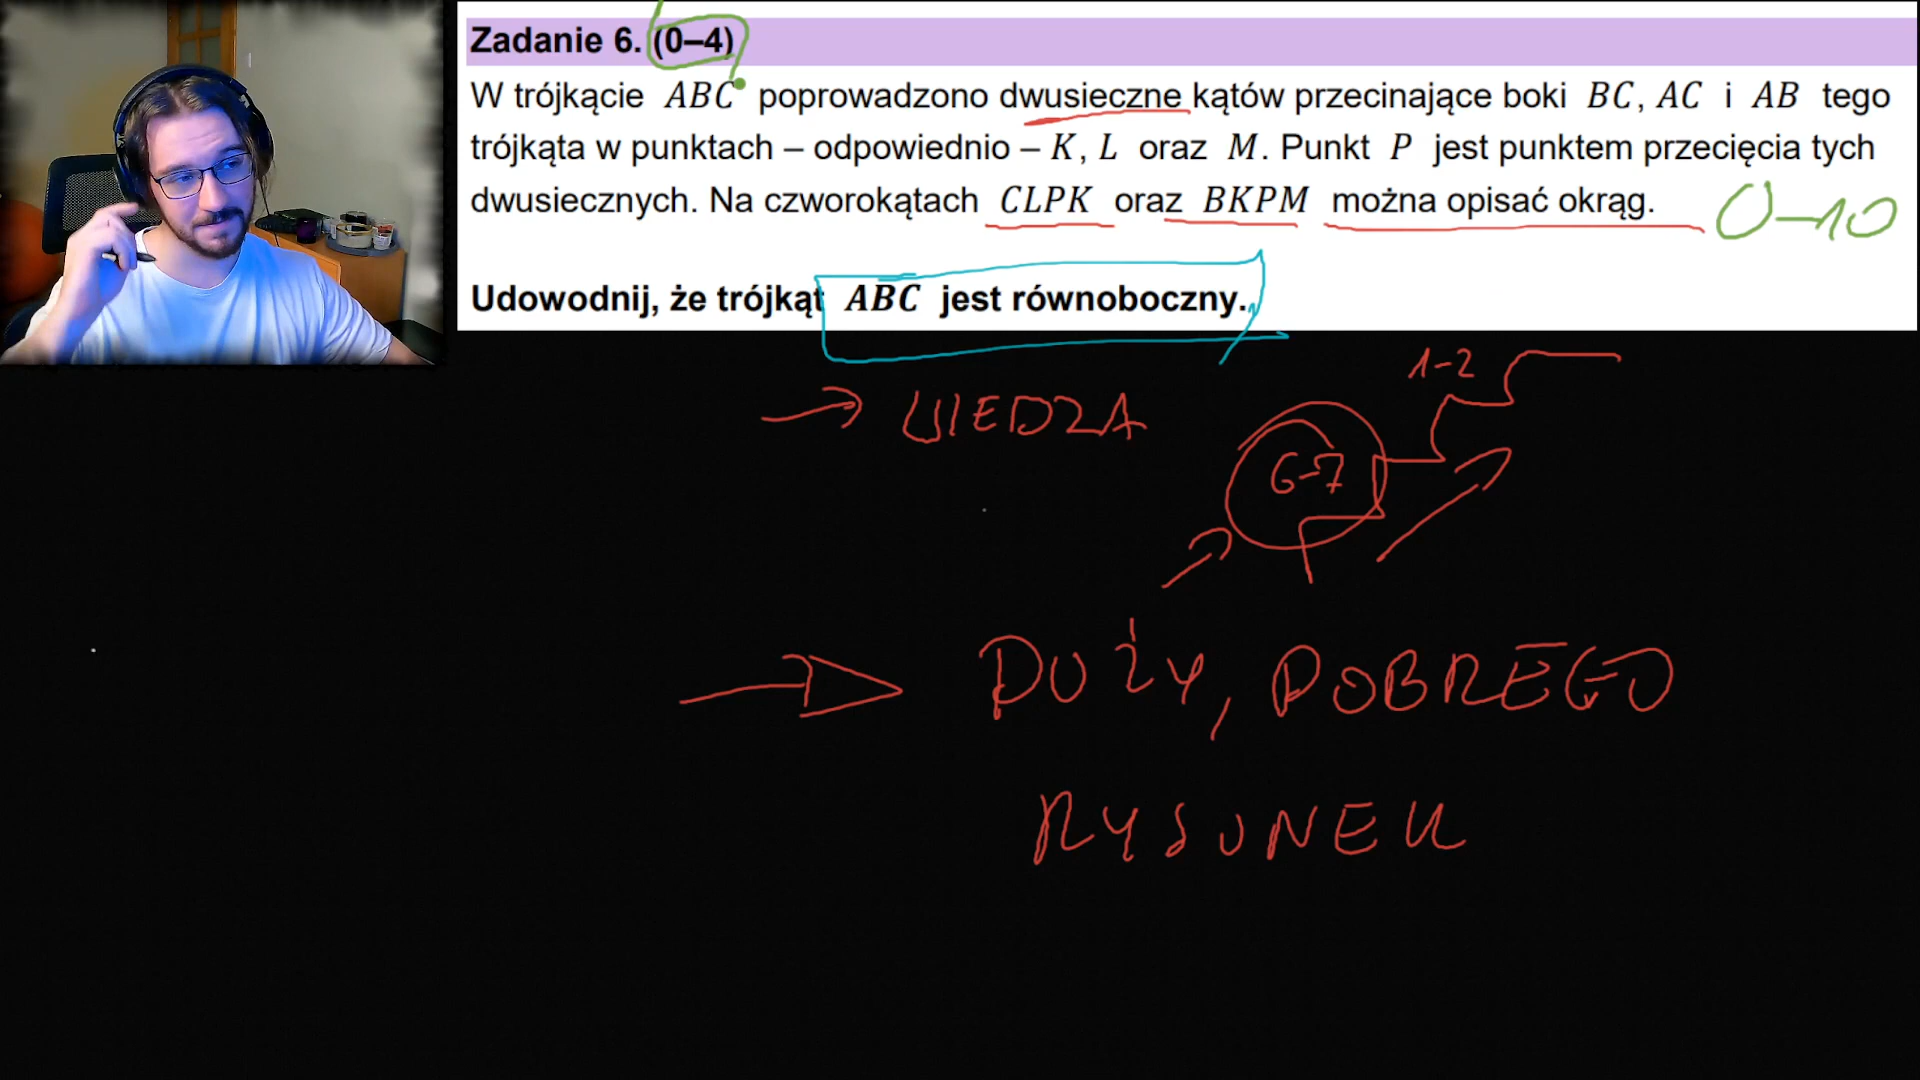 Zadanie 6. (0–4)
W trójkącie ABC poprowadzono dwusieczne kątów przecinające boki BC, AC i AB tego
trójkąta w punktach – odpowiednio – K, L oraz M. Punkt P jest punktem przecięcia tych
dwusiecznych. Na czworokątach CLPK oraz BKPM można opisać okrąg.
0–10
Udowodnij, że trójkąt ABC jest równoboczny.
1-2
→ WIEDZA
6-7
DUŻY, DOBREGO
RYSUNEK